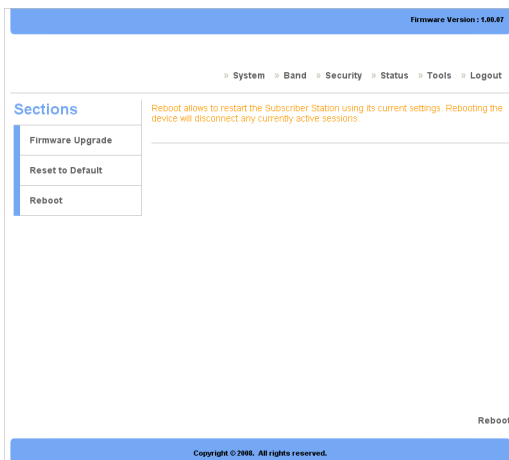 Firmware Version : 1.00.07
» System » Band » Security » Status » Tools » Logout
Sections
Firmware Upgrade
Reset to Default
Reboot
Reboot allows to restart the Subscriber Station using its current settings. Rebooting the
device will disconnect any currently active sessions
Reboot
Copyright © 2008. All rights reserved.